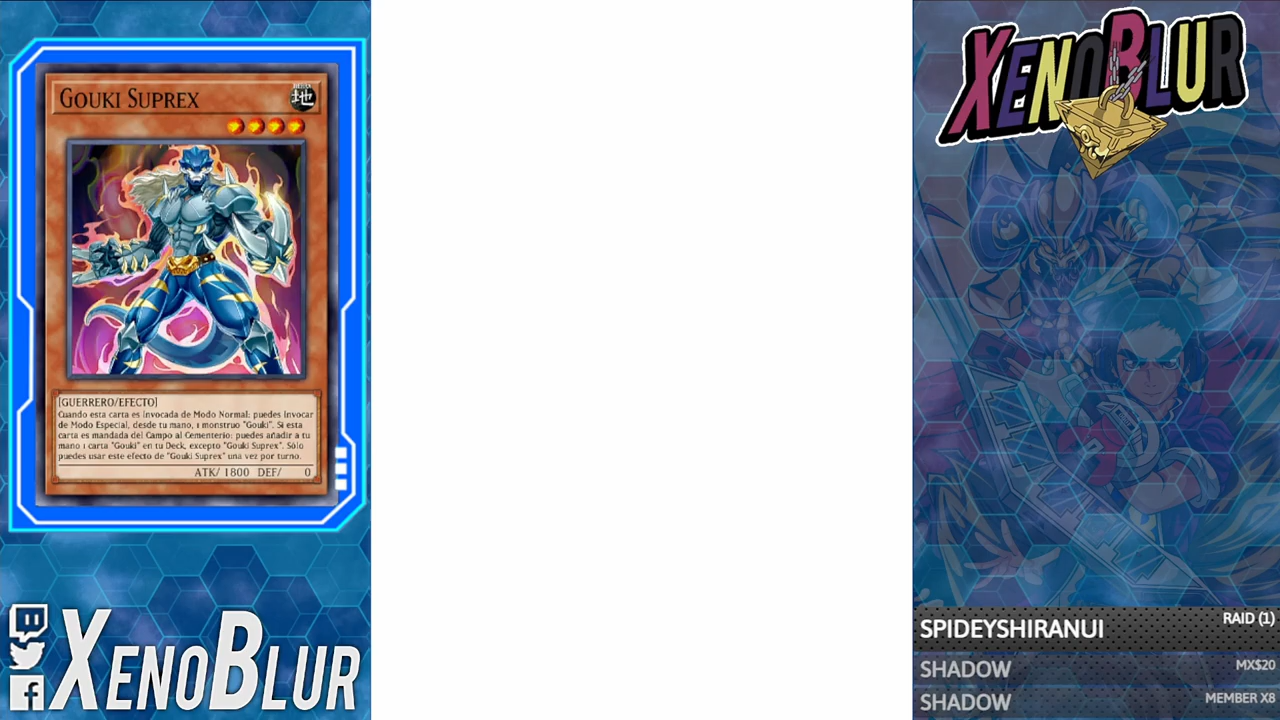 GOUKI SUPREX
地
[GUERRERO/EFECTO]
Cuando esta carta es Invocada de Modo Normal: puedes Invocar
de Modo Especial, desde tu mano, 1 monstruo "Gouki". Si esta
carta es mandada del Campo al Cementerio: puedes añadir a tu
mano 1 carta "Gouki" en tu Deck, excepto "Gouki Suprex". Sólo
puedes usar este efecto de "Gouki Suprex" una vez por turno.
ATK/ 1800 DEF/ 0
XENOBLUR
XENOBLUR
SPIDEYSHIRANUI RAID (1)
SHADOW MX$20
SHADOW MEMBER X8